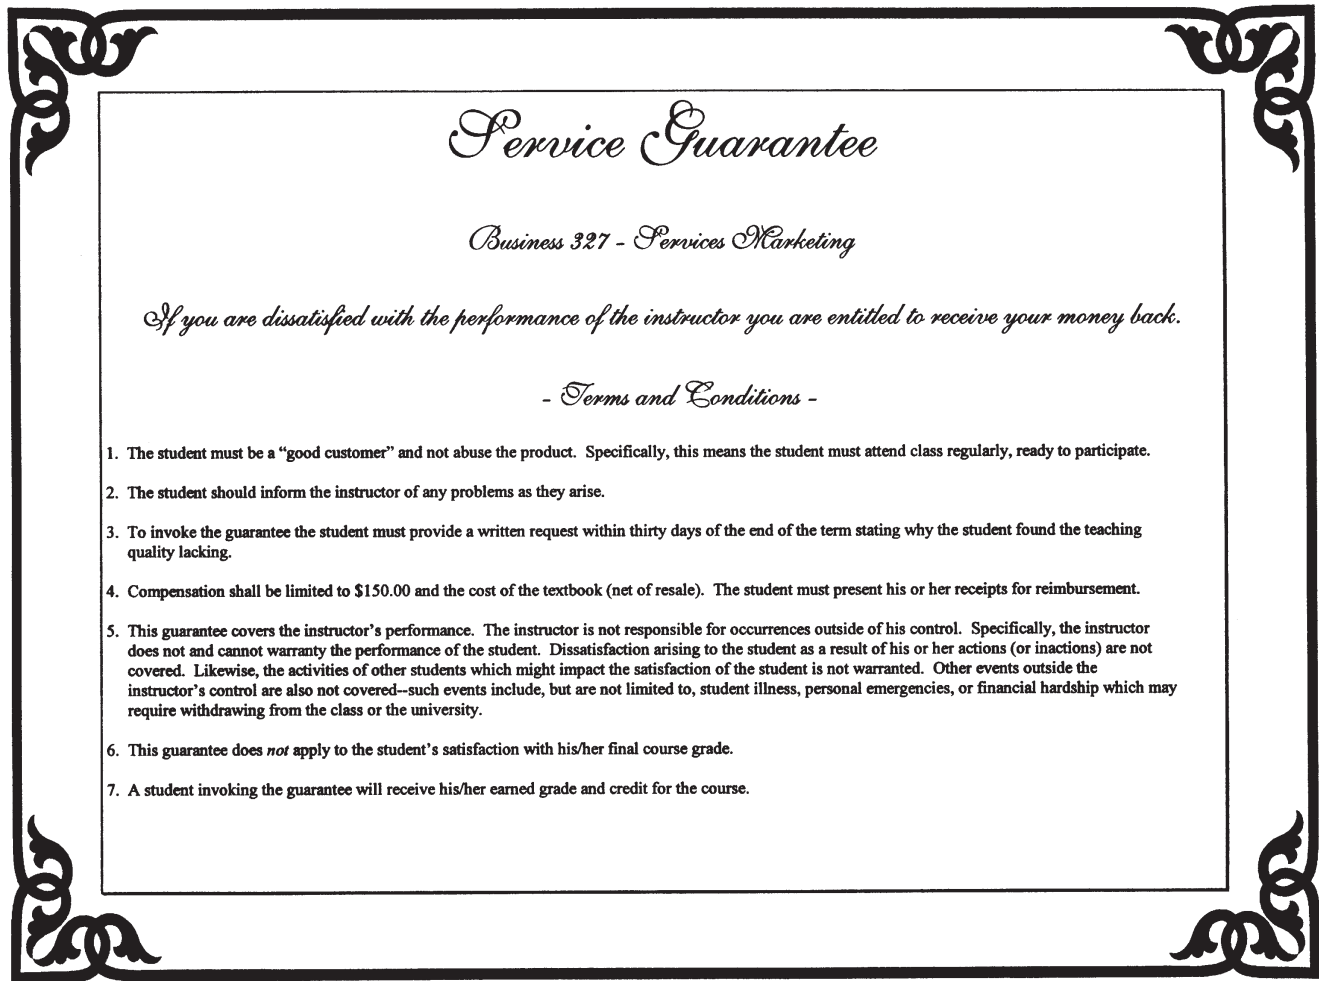 Service Guarantee
Business 327 - Services Marketing
If you are dissatisfied with the performance of the instructor you are entitled to receive your money back.
- Terms and Conditions -
1. The student must be a “good customer” and not abuse the product. Specifically, this means the student must attend class regularly, ready to participate.
2. The student should inform the instructor of any problems as they arise.
3. To invoke the guarantee the student must provide a written request within thirty days of the end of the term stating why the student found the teaching
quality lacking.
4. Compensation shall be limited to $150.00 and the cost of the textbook (net of resale). The student must present his or her receipts for reimbursement.
5. This guarantee covers the instructor’s performance. The instructor is not responsible for occurrences outside of his control. Specifically, the instructor
does not and cannot warranty the performance of the student. Dissatisfaction arising to the student as a result of his or her actions (or inactions) are not
covered. Likewise, the activities of other students which might impact the satisfaction of the student is not warranted. Other events outside the
instructor’s control are also not covered--such events include, but are not limited to, student illness, personal emergencies, or financial hardship which may
require withdrawing from the class or the university.
6. This guarantee does not apply to the student’s satisfaction with his/her final course grade.
7. A student invoking the guarantee will receive his/her earned grade and credit for the course.